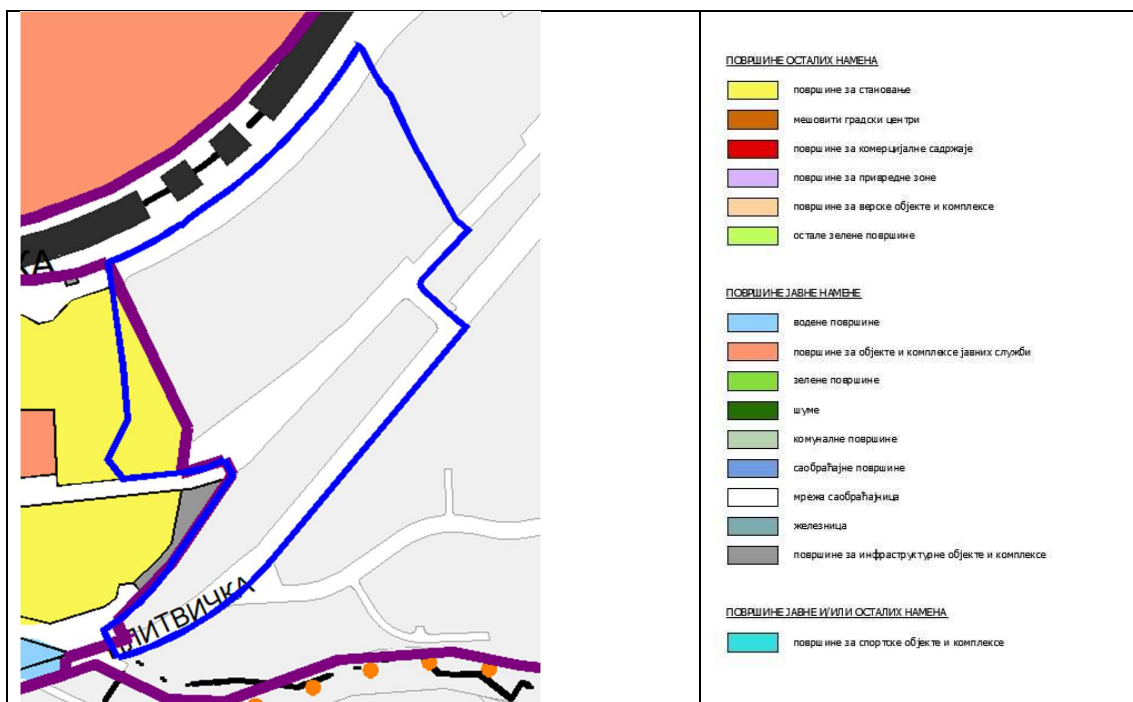 КА
ЛИТВИЧКА
ПОВРШИНЕ ОСТАЛИХ НАМЕНА
површине за становање
мешовити градски центри
површине за комерцијалне садржаје
површине за привредне зоне
површине за верске објекте и комплексе
остале зелене површине
ПОВРШИНЕ ЈАВНЕ НАМЕНЕ
водене површине
површине за објекте и комплексе јавних служби
зелене површине
шуме
комуналне површине
саобраћајне површине
мрежа саобраћајница
железница
површине за инфраструктурне објекте и комплексе
ПОВРШИНЕ ЈАВНЕ И/ИЛИ ОСТАЛИХ НАМЕНА
површине за спортске објекте и комплексе